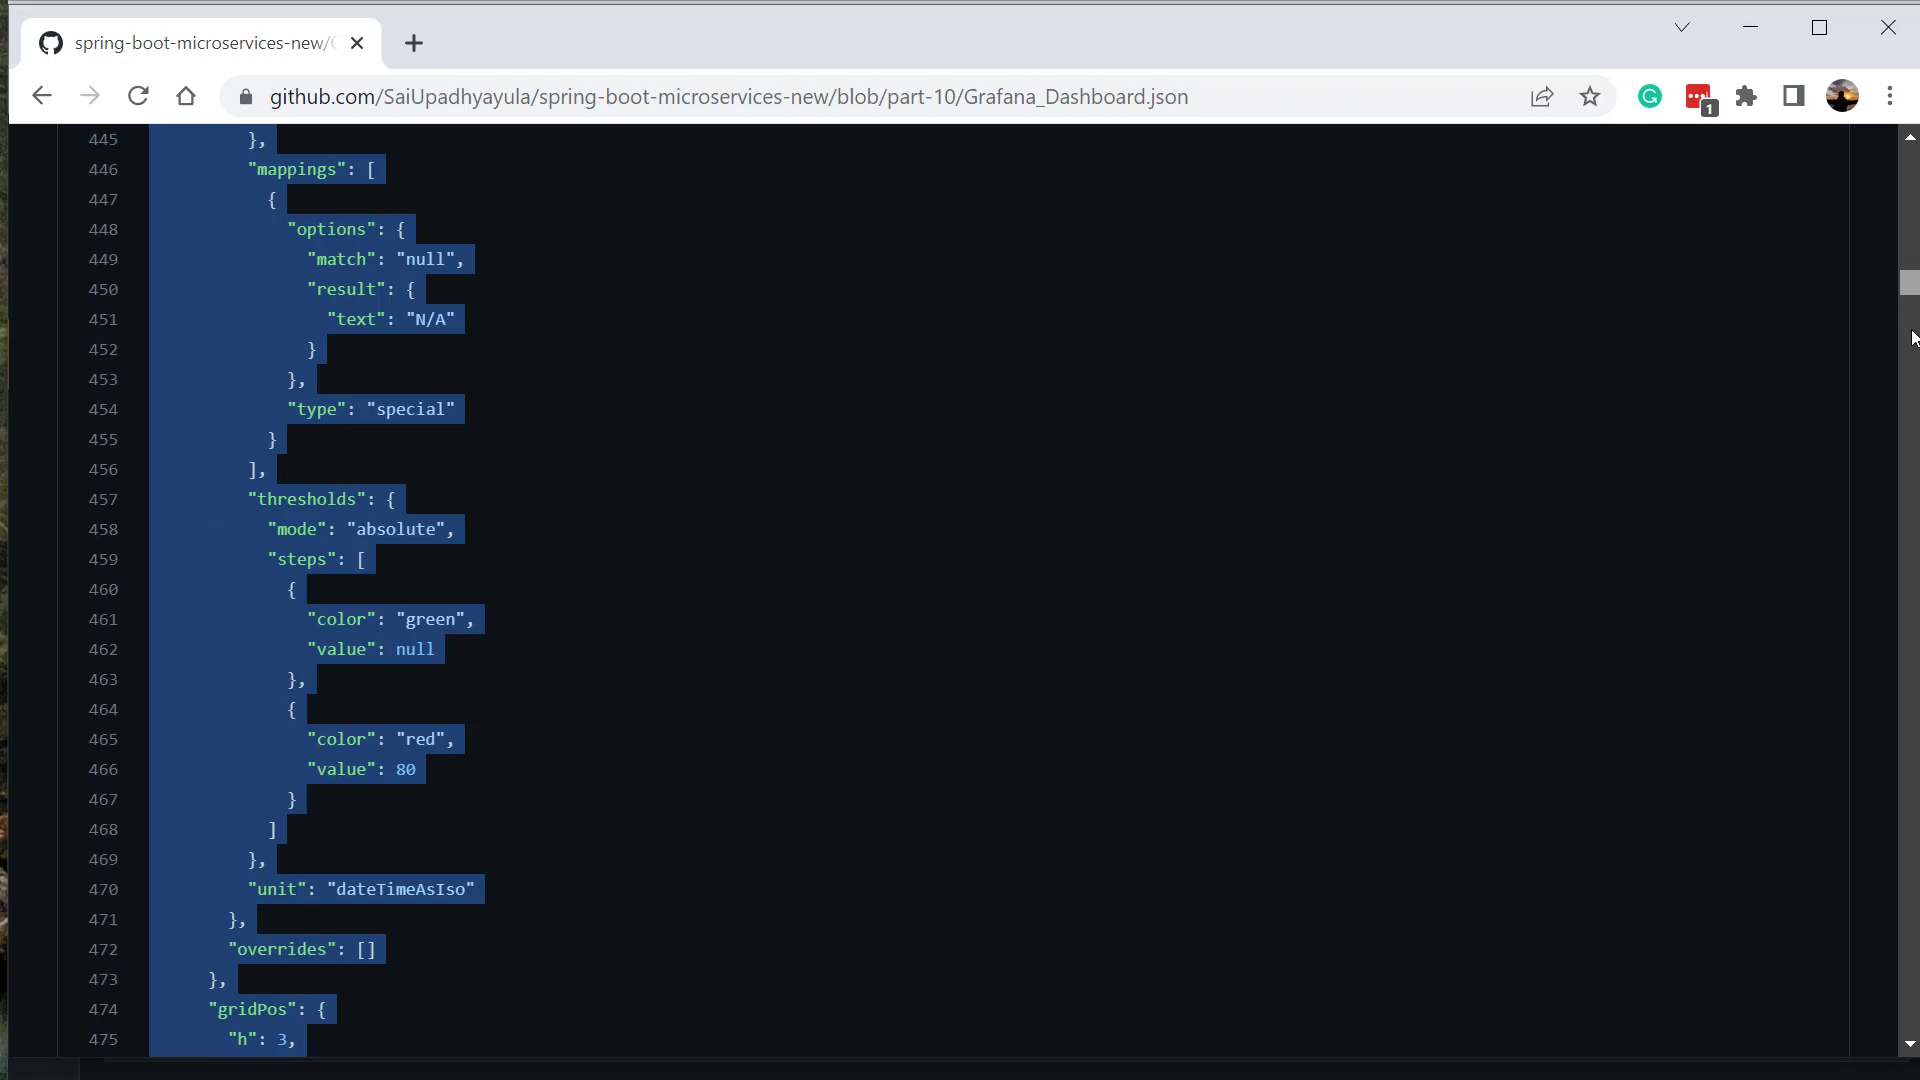 spring-boot-microservices-new/
github.com/SaiUpadhyayula/spring-boot-microservices-new/blob/part-10/Grafana_Dashboard.json
1
445 },
446 "mappings": [
447 {
448 "options": {
449 "match": "null",
450 "result": {
451 "text": "N/A"
452 }
453 },
454 "type": "special"
455 }
456 ],
457 "thresholds": {
458 "mode": "absolute",
459 "steps": [
460 {
461 "color": "green",
462 "value": null
463 },
464 {
465 "color": "red",
466 "value": 80
467 }
468 ]
469 },
470 "unit": "dateTimeAsIso"
471 },
472 "overrides": []
473 },
474 "gridPos": {
475 "h": 3,